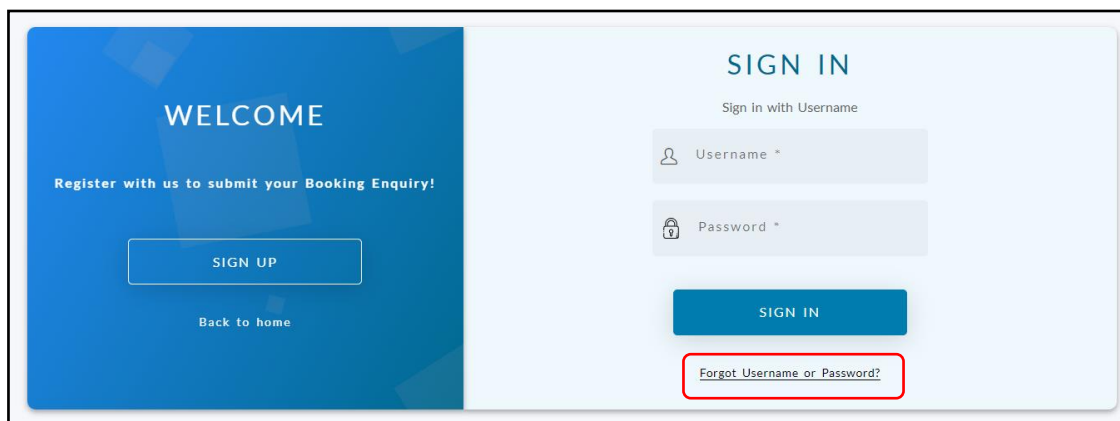 WELCOME
Register with us to submit your Booking Enquiry!
SIGN UP
Back to home
SIGN IN
Sign in with Username
Username *
Password *
SIGN IN
Forgot Username or Password?